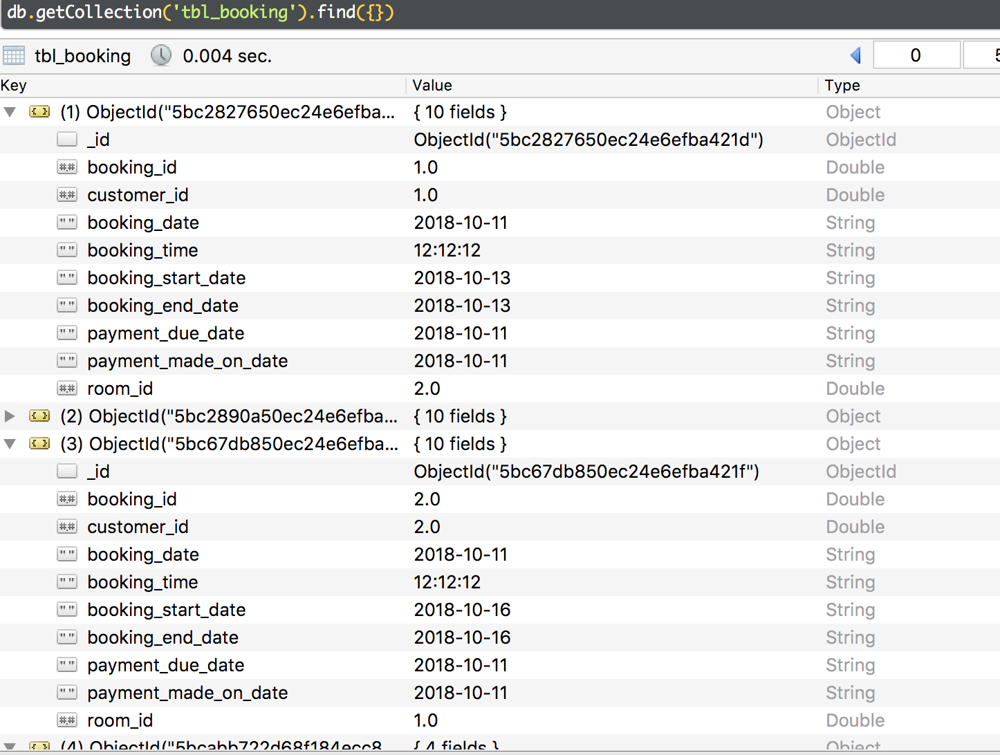 db.getCollection('tbl_booking').find({})
tbl_booking 0.004 sec. 0 5
Key Value Type
(1) ObjectId("5bc2827650ec24e6efba... { 10 fields } Object
_id ObjectId("5bc2827650ec24e6efba421d") ObjectId
booking_id 1.0 Double
customer_id 1.0 Double
booking_date 2018-10-11 String
booking_time 12:12:12 String
booking_start_date 2018-10-13 String
booking_end_date 2018-10-13 String
payment_due_date 2018-10-11 String
payment_made_on_date 2018-10-11 String
room_id 2.0 Double
(2) ObjectId("5bc2890a50ec24e6efba... { 10 fields } Object
(3) ObjectId("5bc67db850ec24e6efba... { 10 fields } Object
_id ObjectId("5bc67db850ec24e6efba421f") ObjectId
booking_id 2.0 Double
customer_id 2.0 Double
booking_date 2018-10-11 String
booking_time 12:12:12 String
booking_start_date 2018-10-16 String
booking_end_date 2018-10-16 String
payment_due_date 2018-10-11 String
payment_made_on_date 2018-10-11 String
room_id 1.0 Double
(4) ObjectId("5bcabb722d68f184ecc8... { 4 fields } Object